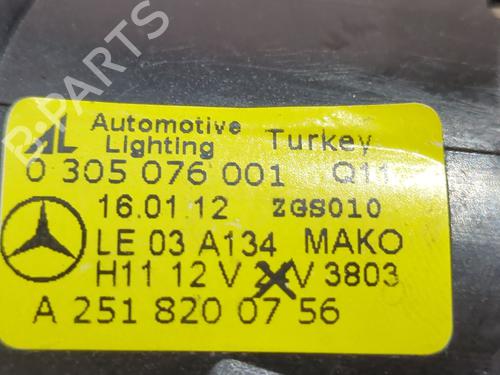 B-PARTS
AL Automotive Lighting Turkey
0 305 076 001 Q11
16.01.12 ZGS010
LE 03 A134 MAKO
H11 12 V V 3803
A 251 820 07 56